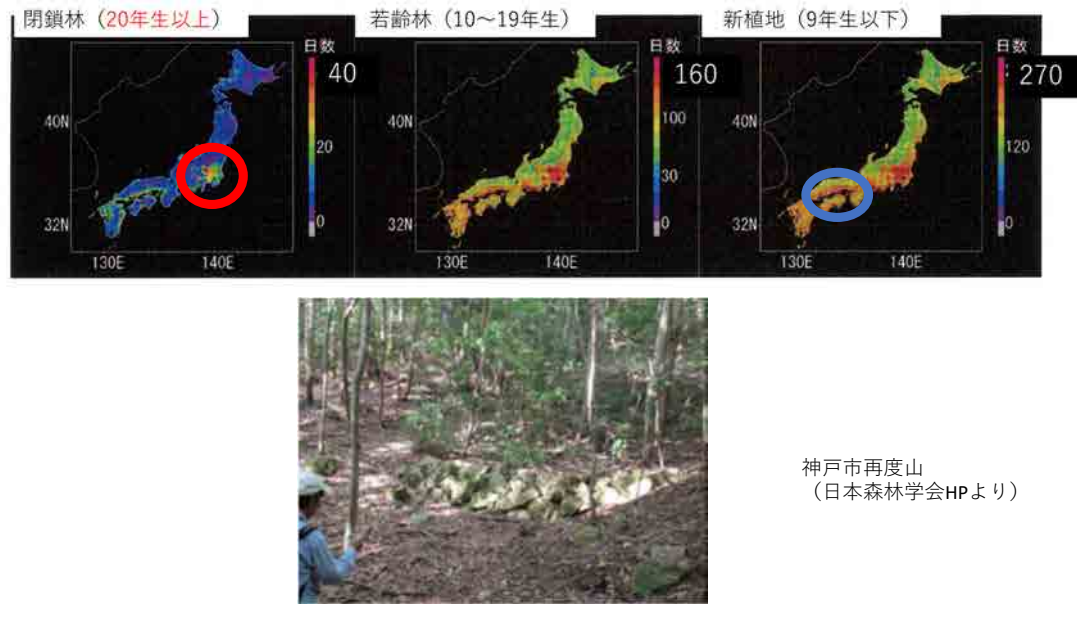 閉鎖林（20年生以上）
日数
40
20
0
40N
32N
130E
140E
若齢林（10～19年生）
日数
160
100
30
0
40N
32N
130E
140E
新植地（9年生以下）
日数
270
120
0
40N
32N
130E
140E
神戸市再度山
（日本森林学会HPより）